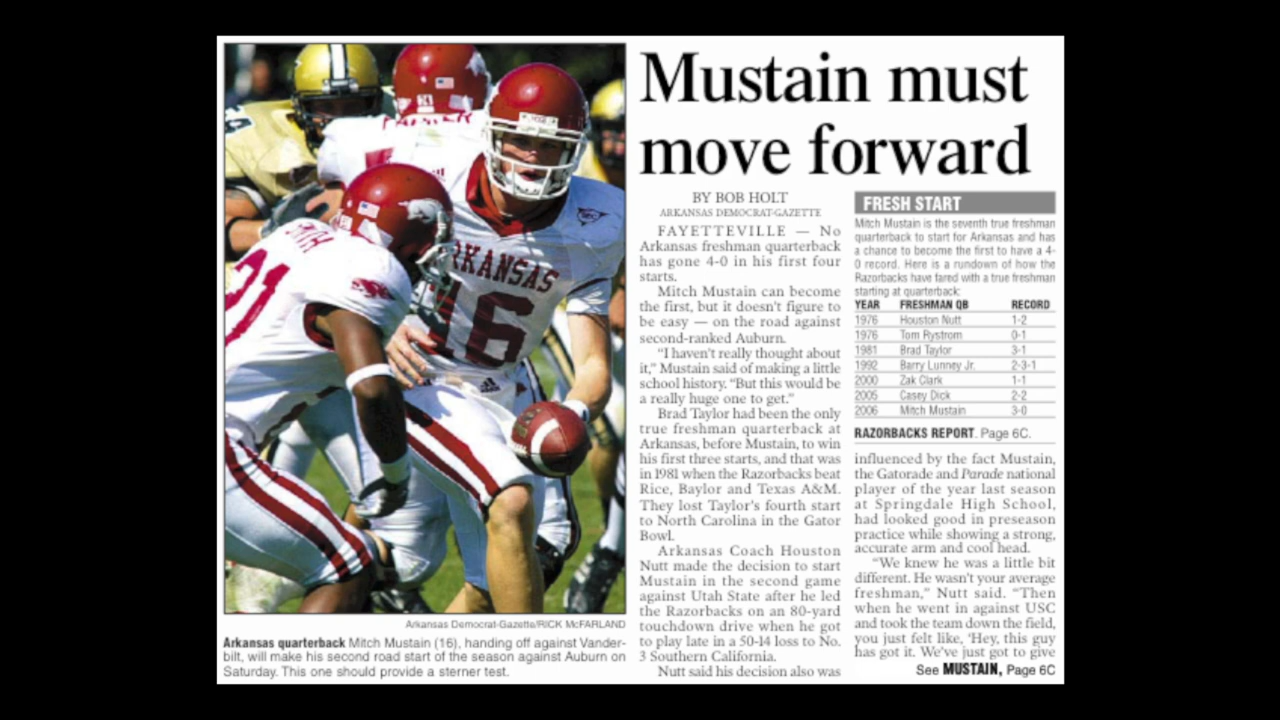 Mustain must
move forward
BY BOB HOLT
ARKANSAS DEMOCRAT-GAZETTE
FAYETTEVILLE — No
Arkansas freshman quarterback
has gone 4-0 in his first four
starts.
Mitch Mustain can become
the first, but it doesn't figure to
be easy — on the road against
second-ranked Auburn.
"I haven't really thought about
it," Mustain said of making a little
school history. "But this would be
a really huge one to get."
Brad Taylor had been the only
true freshman quarterback at
Arkansas, before Mustain, to win
his first three starts, and that was
in 1981 when the Razorbacks beat
Rice, Baylor and Texas A&M.
They lost Taylor's fourth start
to North Carolina in the Gator
Bowl.
Arkansas Coach Houston
Nutt made the decision to start
Mustain in the second game
against Utah State after he led
the Razorbacks on an 80-yard
touchdown drive when he got
to play late in a 50-14 loss to No.
3 Southern California.
Nutt said his decision also was
FRESH START
Mitch Mustain is the seventh true freshman
quarterback to start for Arkansas and has
a chance to become the first to have a 4-
0 record. Here is a rundown of how the
Razorbacks have fared with a true freshman
starting at quarterback:
YEAR FRESHMAN QB RECORD
1976 Houston Nutt 1-2
1976 Tom Rystrom 0-1
1981 Brad Taylor 3-1
1992 Barry Lunney Jr. 2-3-1
2000 Zak Clark 1-1
2005 Casey Dick 2-2
2006 Mitch Mustain 3-0
RAZORBACKS REPORT. Page 6C.
influenced by the fact Mustain,
the Gatorade and Parade national
player of the year last season
at Springdale High School,
had looked good in preseason
practice while showing a strong,
accurate arm and cool head.
"We knew he was a little bit
different. He wasn't your average
freshman," Nutt said. "Then
when he went in against USC
and took the team down the field,
you just felt like, 'Hey, this guy
has got it. We've just got to give
See MUSTAIN, Page 6C
ARKANSAS
16
21
Arkansas Democrat-Gazette/RICK McFARLAND
Arkansas quarterback Mitch Mustain (16), handing off against Vander-
bilt, will make his second road start of the season against Auburn on
Saturday. This one should provide a sterner test.